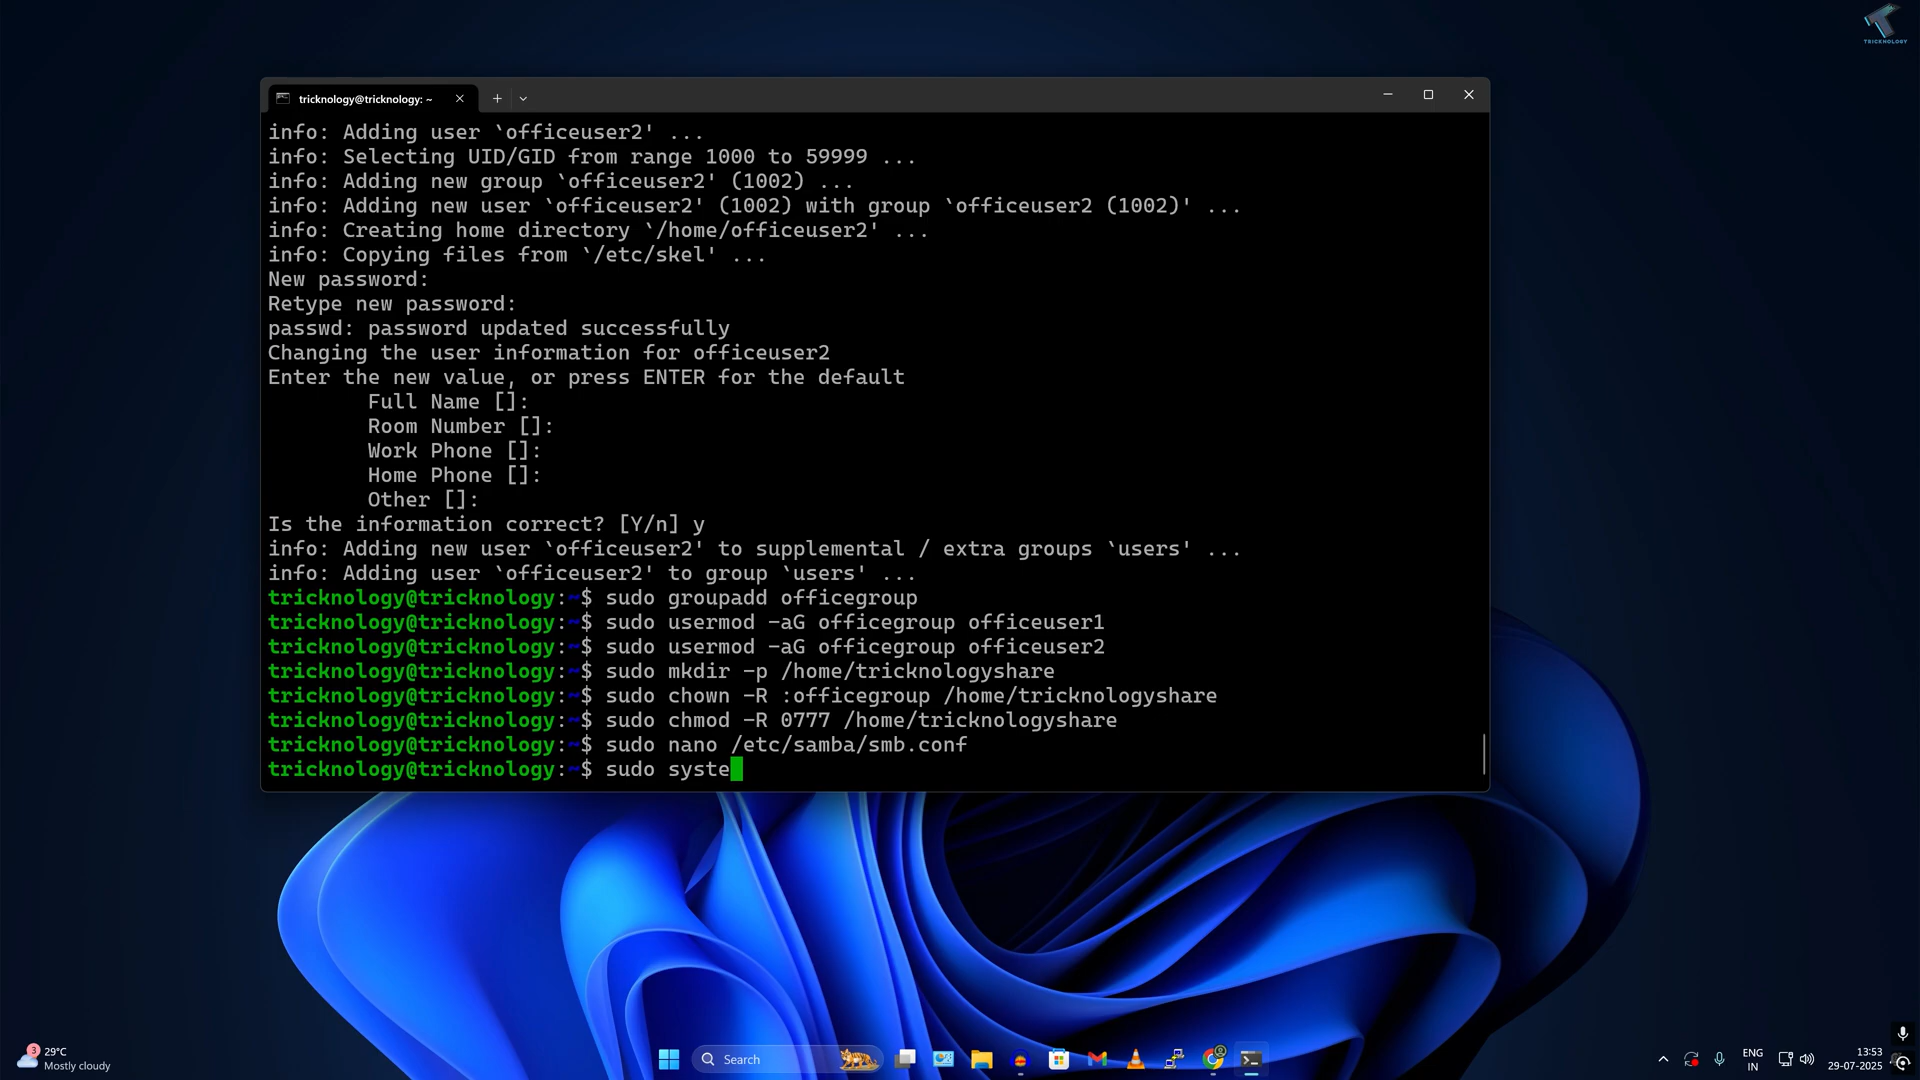 TRICKNOLOGY
tricknology@tricknology: ~
info: Adding user `officeuser2' ...
info: Selecting UID/GID from range 1000 to 59999 ...
info: Adding new group `officeuser2' (1002) ...
info: Adding new user `officeuser2' (1002) with group `officeuser2 (1002)' ...
info: Creating home directory `/home/officeuser2' ...
info: Copying files from `/etc/skel' ...
New password:
Retype new password:
passwd: password updated successfully
Changing the user information for officeuser2
Enter the new value, or press ENTER for the default
Full Name []:
Room Number []:
Work Phone []:
Home Phone []:
Other []:
Is the information correct? [Y/n] y
info: Adding new user `officeuser2' to supplemental / extra groups `users' ...
info: Adding user `officeuser2' to group `users' ...
tricknology@tricknology:~$ sudo groupadd officegroup
tricknology@tricknology:~$ sudo usermod -aG officegroup officeuser1
tricknology@tricknology:~$ sudo usermod -aG officegroup officeuser2
tricknology@tricknology:~$ sudo mkdir -p /home/tricknologyshare
tricknology@tricknology:~$ sudo chown -R :officegroup /home/tricknologyshare
tricknology@tricknology:~$ sudo chmod -R 0777 /home/tricknologyshare
tricknology@tricknology:~$ sudo nano /etc/samba/smb.conf
tricknology@tricknology:~$ sudo syste
3
29°C
Mostly cloudy
Search
ENG
IN
13:53
29-07-2025